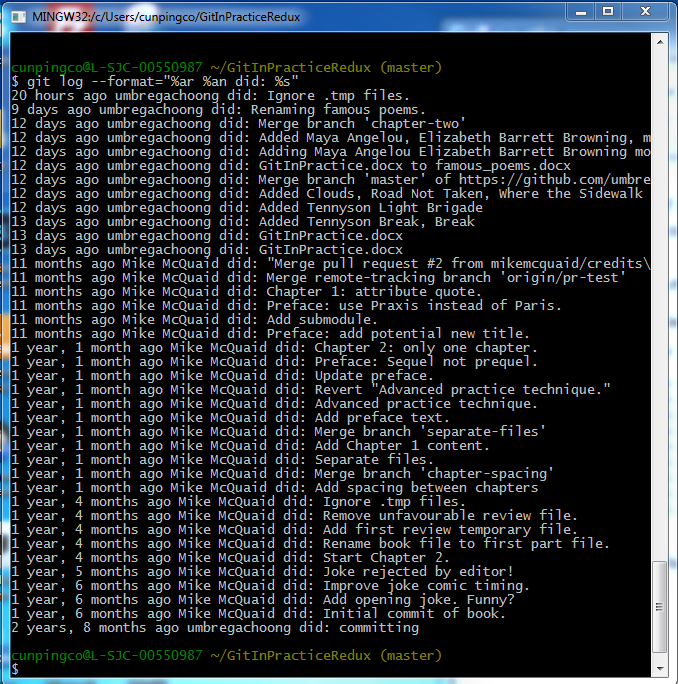 MINGW32:/c/Users/cunpingco/GitInPracticeRedux
cunpingco@L-SJC-00550987 ~/GitInPracticeRedux (master)
$ git log --format="%ar %an did: %s"
20 hours ago umbregachoong did: Ignore .tmp files.
9 days ago umbregachoong did: Renaming famous poems.
12 days ago umbregachoong did: Merge branch 'chapter-two'
12 days ago umbregachoong did: Added Maya Angelou, Elizabeth Barrett Browning, m
12 days ago umbregachoong did: Adding Maya Angelou Elizabeth Barrett Browning mo
12 days ago umbregachoong did: GitInPractice.docx to famous_poems.docx
12 days ago umbregachoong did: Merge branch 'master' of https://github.com/umbre
12 days ago umbregachoong did: Added Clouds, Road Not Taken, Where the Sidewalk
12 days ago umbregachoong did: Added Tennyson Light Brigade
13 days ago umbregachoong did: Added Tennyson Break, Break
13 days ago umbregachoong did: GitInPractice.docx
13 days ago umbregachoong did: GitInPractice.docx
11 months ago Mike McQuaid did: "Merge pull request #2 from mikemcquaid/credits\
11 months ago Mike McQuaid did: Merge remote-tracking branch 'origin/pr-test'
11 months ago Mike McQuaid did: Chapter 1: attribute quote.
11 months ago Mike McQuaid did: Preface: use Praxis instead of Paris.
11 months ago Mike McQuaid did: Add submodule.
11 months ago Mike McQuaid did: Preface: add potential new title.
1 year, 1 month ago Mike McQuaid did: Chapter 2: only one chapter.
1 year, 1 month ago Mike McQuaid did: Preface: Sequel not prequel.
1 year, 1 month ago Mike McQuaid did: Update preface.
1 year, 1 month ago Mike McQuaid did: Revert "Advanced practice technique."
1 year, 1 month ago Mike McQuaid did: Advanced practice technique.
1 year, 1 month ago Mike McQuaid did: Add preface text.
1 year, 1 month ago Mike McQuaid did: Merge branch 'separate-files'
1 year, 1 month ago Mike McQuaid did: Add Chapter 1 content.
1 year, 1 month ago Mike McQuaid did: Separate files.
1 year, 1 month ago Mike McQuaid did: Merge branch 'chapter-spacing'
1 year, 1 month ago Mike McQuaid did: Add spacing between chapters
1 year, 4 months ago Mike McQuaid did: Ignore .tmp files.
1 year, 4 months ago Mike McQuaid did: Remove unfavourable review file.
1 year, 4 months ago Mike McQuaid did: Add first review temporary file.
1 year, 4 months ago Mike McQuaid did: Rename book file to first part file.
1 year, 4 months ago Mike McQuaid did: Start Chapter 2.
1 year, 5 months ago Mike McQuaid did: Joke rejected by editor!
1 year, 6 months ago Mike McQuaid did: Improve joke comic timing.
1 year, 6 months ago Mike McQuaid did: Add opening joke. Funny?
1 year, 6 months ago Mike McQuaid did: Initial commit of book.
2 years, 8 months ago umbregachoong did: committing
cunpingco@L-SJC-00550987 ~/GitInPracticeRedux (master)
$